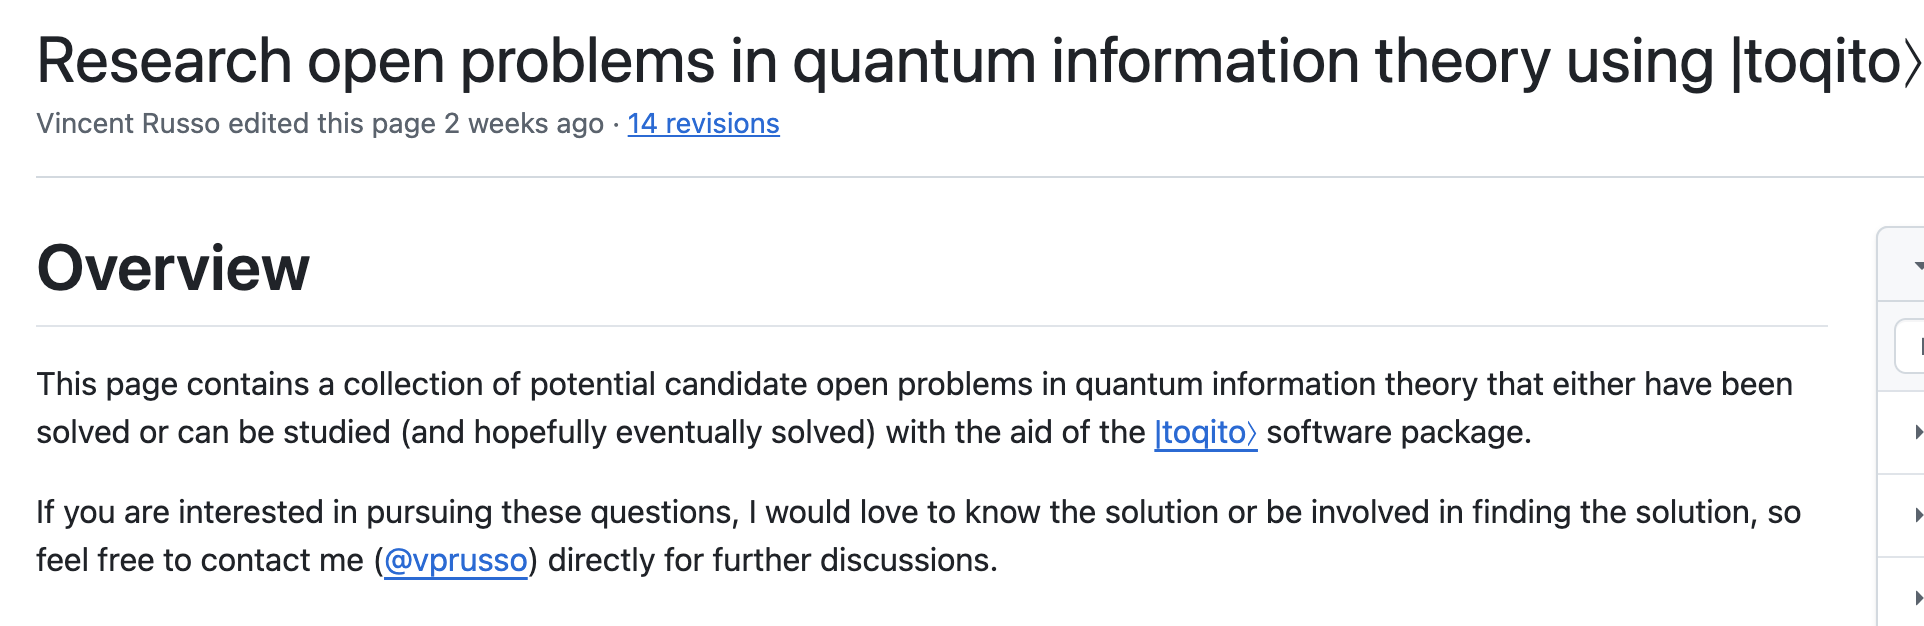 Research open problems in quantum information theory using |toqito⟩
Vincent Russo edited this page 2 weeks ago · 14 revisions
Overview
This page contains a collection of potential candidate open problems in quantum information theory that either have been
solved or can be studied (and hopefully eventually solved) with the aid of the |toqito⟩ software package.
If you are interested in pursuing these questions, I would love to know the solution or be involved in finding the solution, so
feel free to contact me (@vprusso) directly for further discussions.